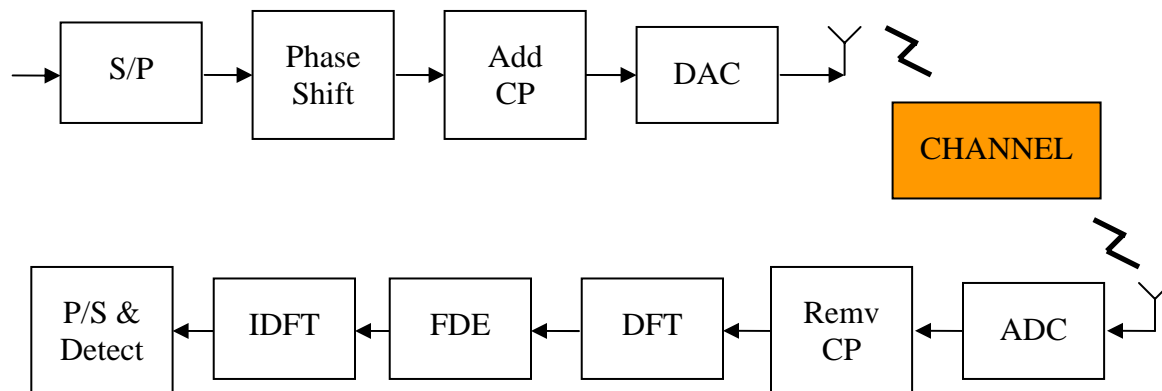 S/P
Phase
Shift
Add
CP
DAC
CHANNEL
P/S &
Detect
IDFT
FDE
DFT
Remv
CP
ADC